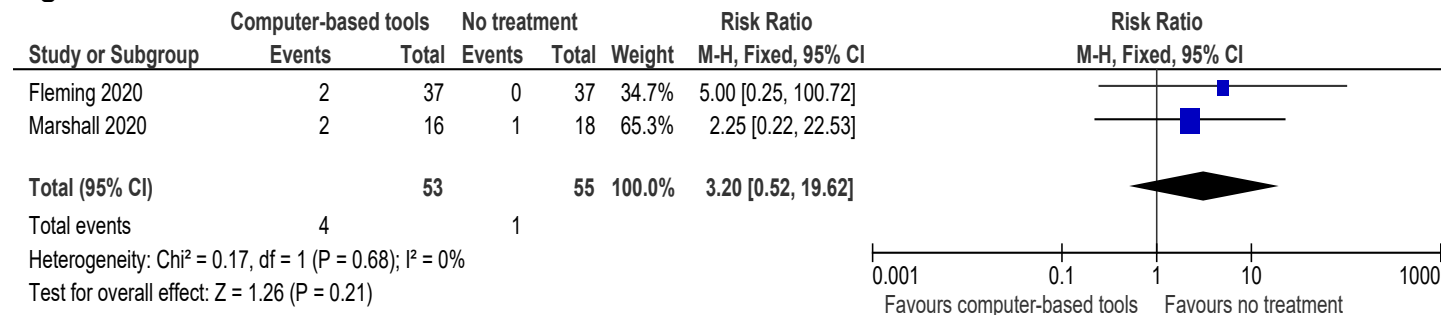 Computer-based tools No treatment Risk Ratio Risk Ratio
Study or Subgroup Events Total Events Total Weight M-H, Fixed, 95% CI M-H, Fixed, 95% CI
Fleming 2020 2 37 0 37 34.7% 5.00 [0.25, 100.72]
Marshall 2020 2 16 1 18 65.3% 2.25 [0.22, 22.53]
Total (95% CI) 53 55 100.0% 3.20 [0.52, 19.62]
Total events 4 1
Heterogeneity: Chi² = 0.17, df = 1 (P = 0.68); I² = 0%
Test for overall effect: Z = 1.26 (P = 0.21)
0.001 0.1 1 10 1000
Favours computer-based tools Favours no treatment